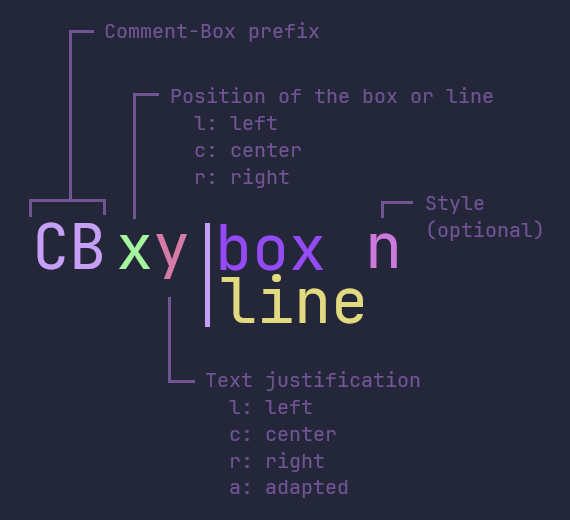 Comment-Box prefix
Position of the box or line
l: left
c: center
r: right
Style
(optional)
CBxy|box n
line
Text justification
l: left
c: center
r: right
a: adapted